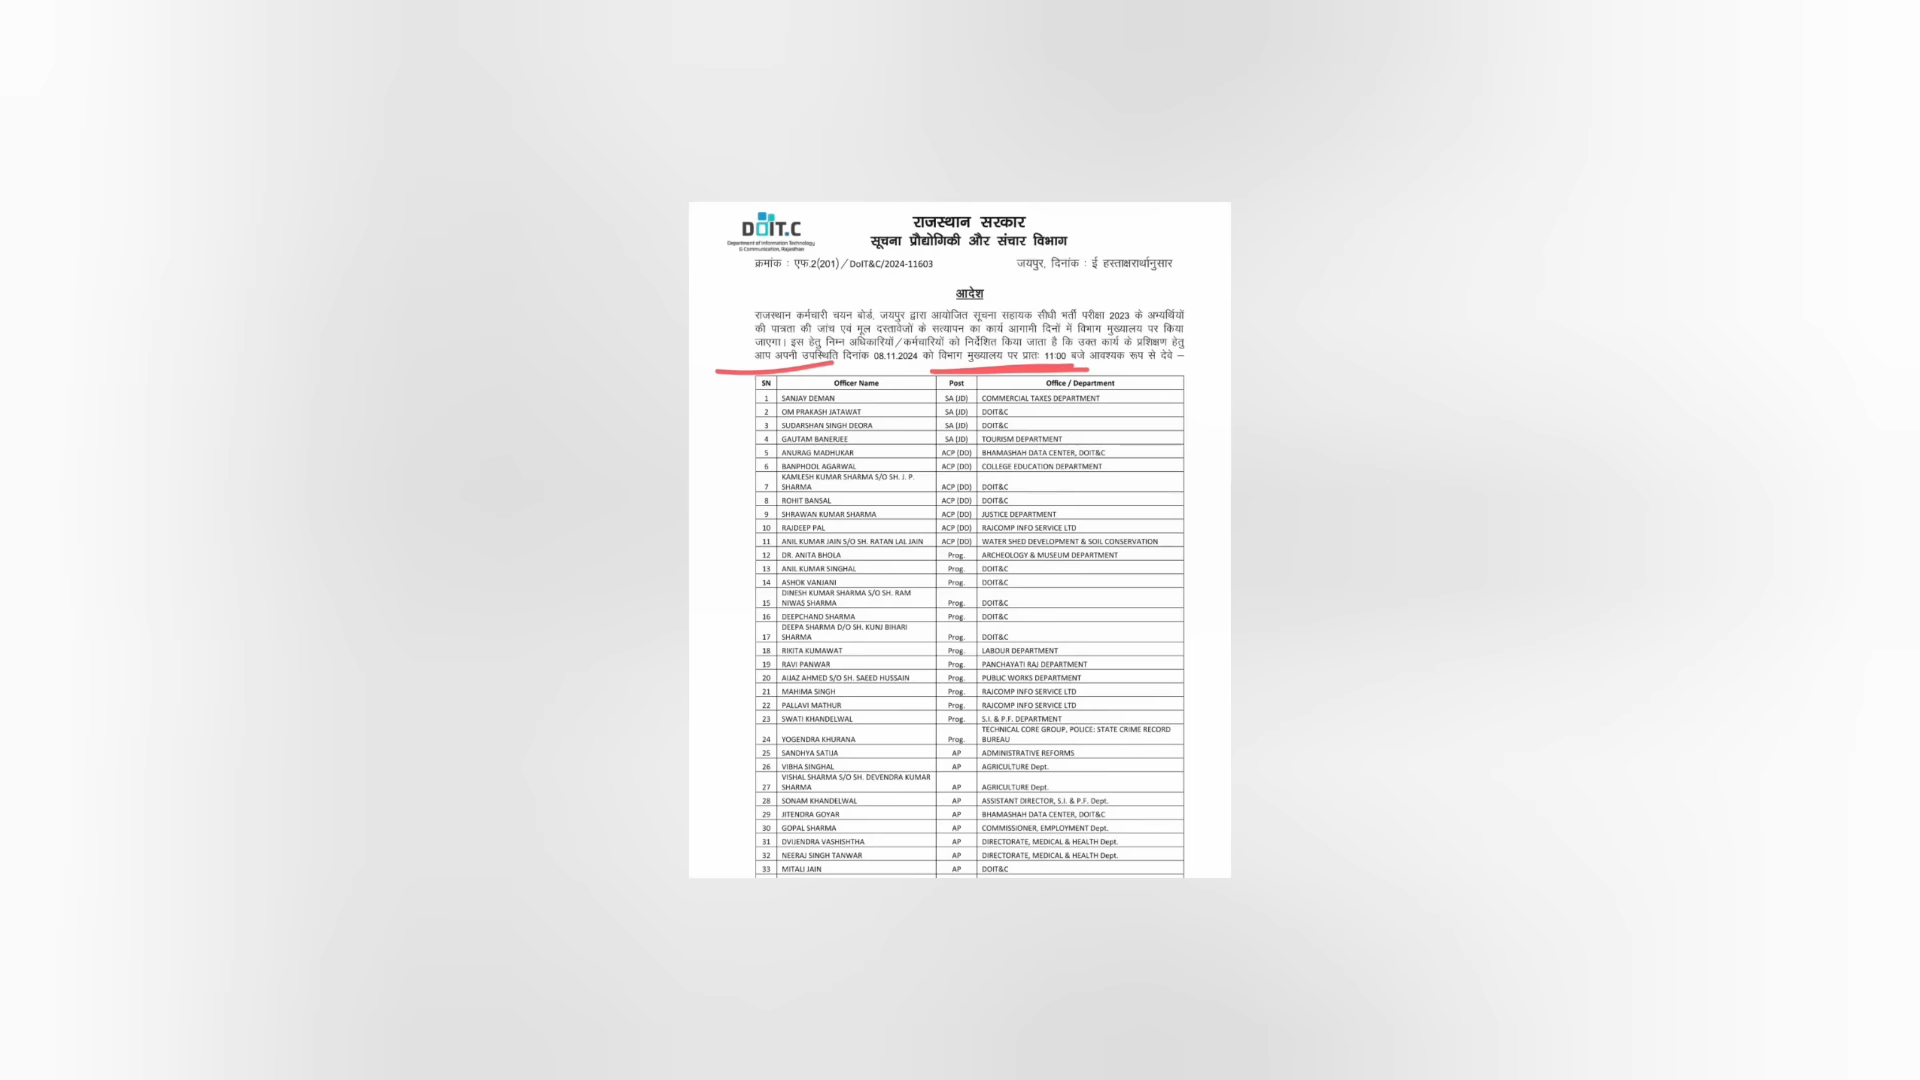 DOIT.C
Department of Information Technology
& Communication, Rajasthan
राजस्थान सरकार
सूचना प्रौद्योगिकी और संचार विभाग
क्रमांक : एफ.2(201)/DoIT&C/2024-11603 जयपुर, दिनांक : ई हस्ताक्षरार्थानुसार
आदेश
राजस्थान कर्मचारी चयन बोर्ड, जयपुर द्वारा आयोजित सूचना सहायक सीधी भर्ती परीक्षा 2023 के अभ्यर्थियों
की पात्रता की जांच एवं मूल दस्तावेजों के सत्यापन का कार्य आगामी दिनों में विभाग मुख्यालय पर किया
जाएगा। इस हेतु निम्न अधिकारियों/कर्मचारियों को निर्देशित किया जाता है कि उक्त कार्य के प्रशिक्षण हेतु
आप अपनी उपस्थिति दिनांक 08.11.2024 को विभाग मुख्यालय पर प्रातः 11:00 बजे आवश्यक रूप से देवे –
SN Officer Name Post Office / Department
1 SANJAY DEMAN SA (JD) COMMERCIAL TAXES DEPARTMENT
2 OM PRAKASH JATAWAT SA (JD) DOIT&C
3 SUDARSHAN SINGH DEORA SA (JD) DOIT&C
4 GAUTAM BANERJEE SA (JD) TOURISM DEPARTMENT
5 ANURAG MADHUKAR ACP (DD) BHAMASHAH DATA CENTER, DOIT&C
6 BANPHOOL AGARWAL ACP (DD) COLLEGE EDUCATION DEPARTMENT
KAMLESH KUMAR SHARMA S/O SH. J. P.
7 SHARMA ACP (DD) DOIT&C
8 ROHIT BANSAL ACP (DD) DOIT&C
9 SHRAWAN KUMAR SHARMA ACP (DD) JUSTICE DEPARTMENT
10 RAJDEEP PAL ACP (DD) RAJCOMP INFO SERVICE LTD
11 ANIL KUMAR JAIN S/O SH. RATAN LAL JAIN ACP (DD) WATER SHED DEVELOPMENT & SOIL CONSERVATION
12 DR. ANITA BHOLA Prog. ARCHEOLOGY & MUSEUM DEPARTMENT
13 ANIL KUMAR SINGHAL Prog. DOIT&C
14 ASHOK VANJANI Prog. DOIT&C
DINESH KUMAR SHARMA S/O SH. RAM
15 NIWAS SHARMA Prog. DOIT&C
16 DEEPCHAND SHARMA Prog. DOIT&C
DEEPA SHARMA D/O SH. KUNJ BIHARI
17 SHARMA Prog. DOIT&C
18 RIKITA KUMAWAT Prog. LABOUR DEPARTMENT
19 RAVI PANWAR Prog. PANCHAYATI RAJ DEPARTMENT
20 AIJAZ AHMED S/O SH. SAEED HUSSAIN Prog. PUBLIC WORKS DEPARTMENT
21 MAHIMA SINGH Prog. RAJCOMP INFO SERVICE LTD
22 PALLAVI MATHUR Prog. RAJCOMP INFO SERVICE LTD
23 SWATI KHANDELWAL Prog. S.I. & P.F. DEPARTMENT
TECHNICAL CORE GROUP, POLICE: STATE CRIME RECORD
24 YOGENDRA KHURANA Prog. BUREAU
25 SANDHYA SATIJA AP ADMINISTRATIVE REFORMS
26 VIBHA SINGHAL AP AGRICULTURE Dept.
VISHAL SHARMA S/O SH. DEVENDRA KUMAR
27 SHARMA AP AGRICULTURE Dept.
28 SONAM KHANDELWAL AP ASSISTANT DIRECTOR, S.I. & P.F. Dept.
29 JITENDRA GOYAR AP BHAMASHAH DATA CENTER, DOIT&C
30 GOPAL SHARMA AP COMMISSIONER, EMPLOYMENT Dept.
31 DVIJENDRA VASHISHTHA AP DIRECTORATE, MEDICAL & HEALTH Dept.
32 NEERAJ SINGH TANWAR AP DIRECTORATE, MEDICAL & HEALTH Dept.
33 MITALI JAIN AP DOIT&C